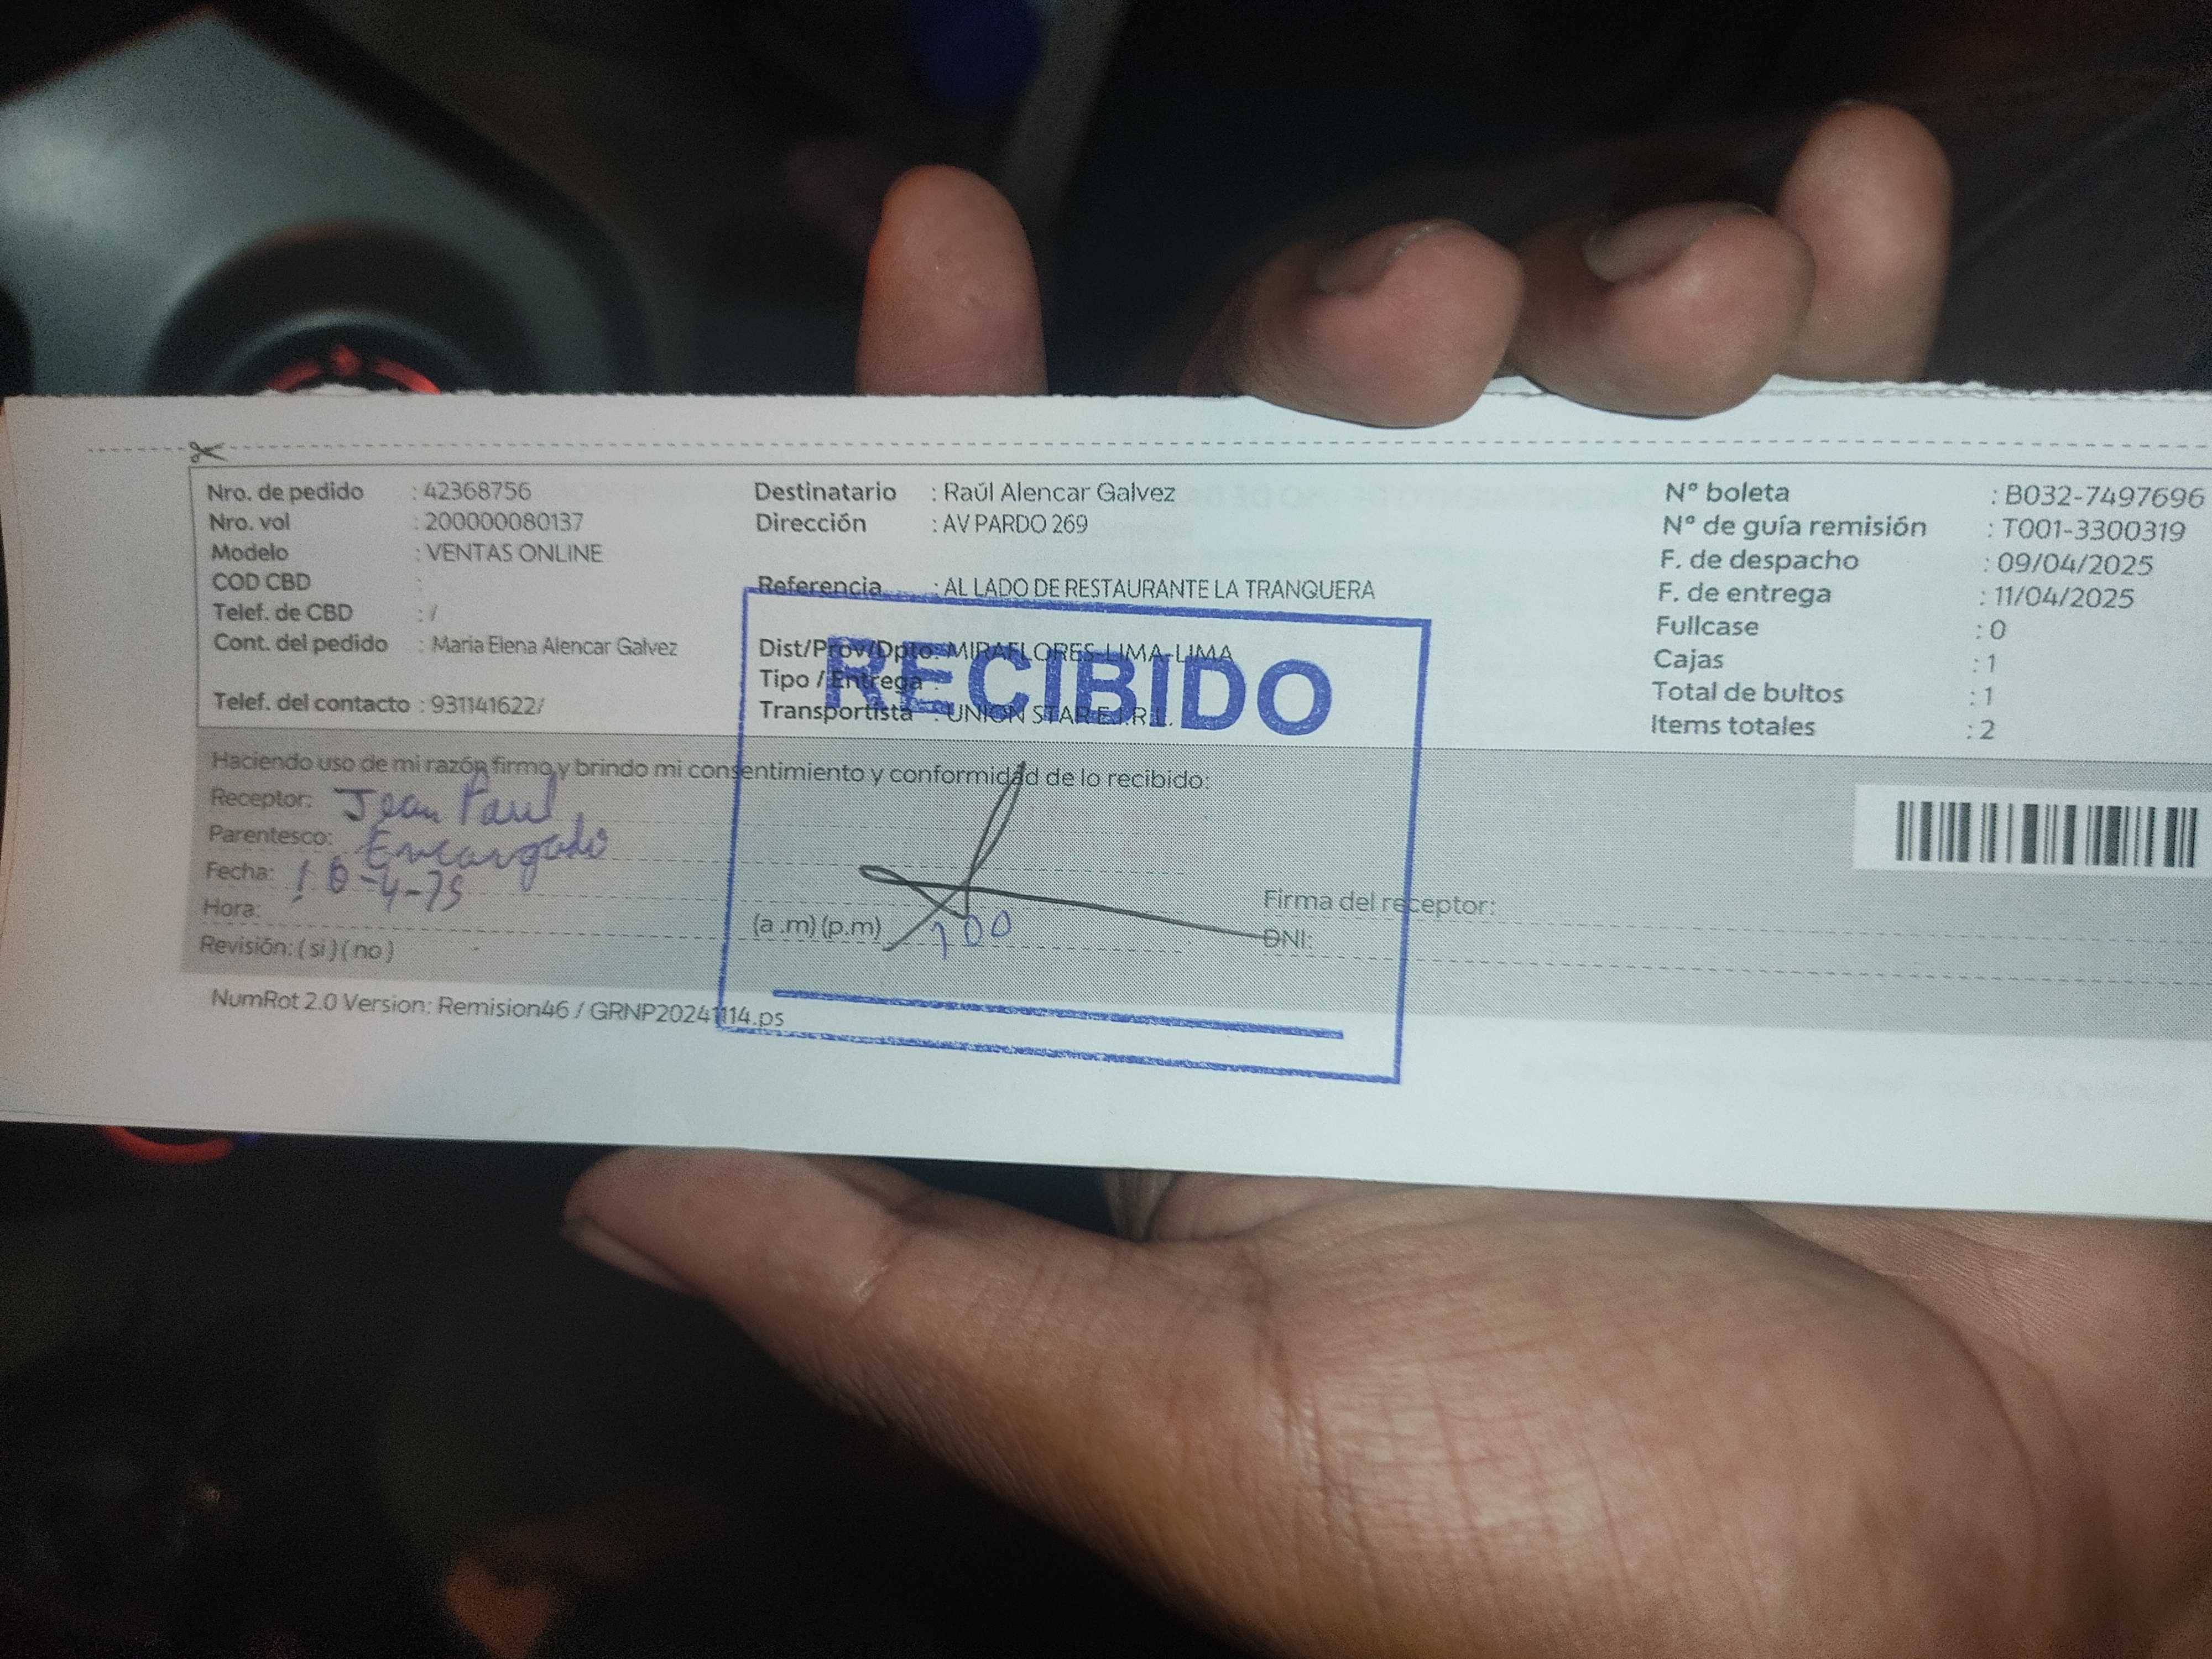 Nro. de pedido : 42368756
Nro. vol : 200000080137
Modelo : VENTAS ONLINE
COD CBD :
Telef. de CBD : /
Cont. del pedido : Maria Elena Alencar Galvez
Telef. del contacto : 931141622/
Destinatario : Raúl Alencar Galvez
Dirección : AV PARDO 269
Referencia : AL LADO DE RESTAURANTE LA TRANQUERA
Dist/Prov/Dpto: MIRAFLORES-LIMA-LIMA
Tipo / Entrega :
Transportista : UNION STAR E.I.R.L.
RECIBIDO
N° boleta : B032-7497696
N° de guía remisión : T001-3300319
F. de despacho : 09/04/2025
F. de entrega : 11/04/2025
Fullcase : 0
Cajas : 1
Total de bultos : 1
Items totales : 2
Haciendo uso de mi razón firmo y brindo mi consentimiento y conformidad de lo recibido:
Receptor: Jean Paul
Parentesco: Encargado
Fecha: 10-4-25
Hora: (a .m) (p.m) 100
Revisión: ( si ) ( no )
Firma del receptor:
DNI:
NumRot 2.0 Version: Remision46 / GRNP20241114.ps